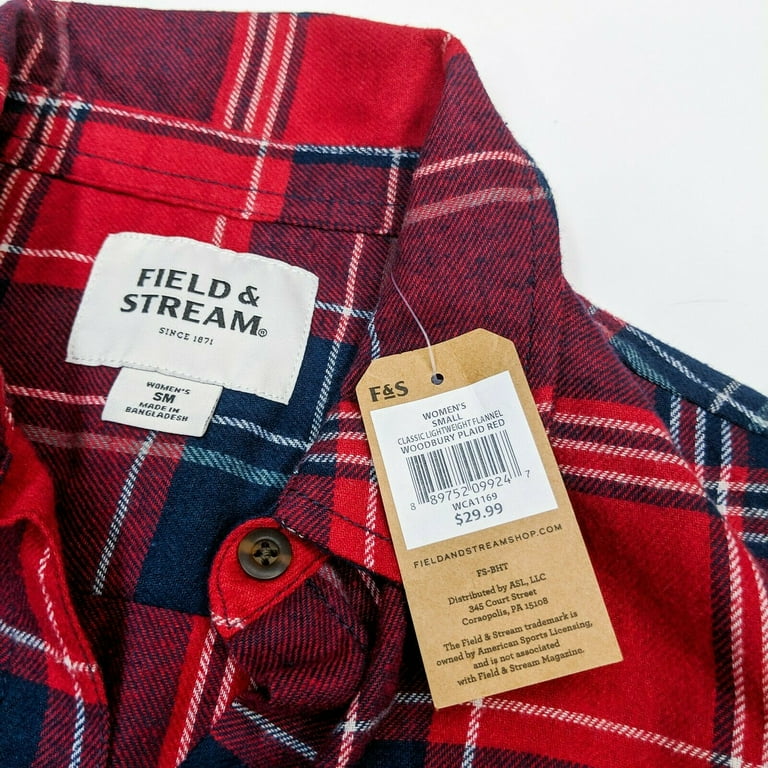 FIELD &
STREAM®
SINCE 1871
WOMEN'S
SM
MADE IN
BANGLADESH
F&S
WOMEN'S
SMALL
CLASSIC LIGHTWEIGHT FLANNEL
WOODBURY PLAID RED
8 89752 09924 7
WCA1169
$29.99
FIELDANDSTREAMSHOP.COM
FS-BHT
Distributed by ASL, LLC
345 Court Street
Coraopolis, PA 15108
The Field & Stream trademark is
owned by American Sports Licensing,
and is not associated
with Field & Stream Magazine.